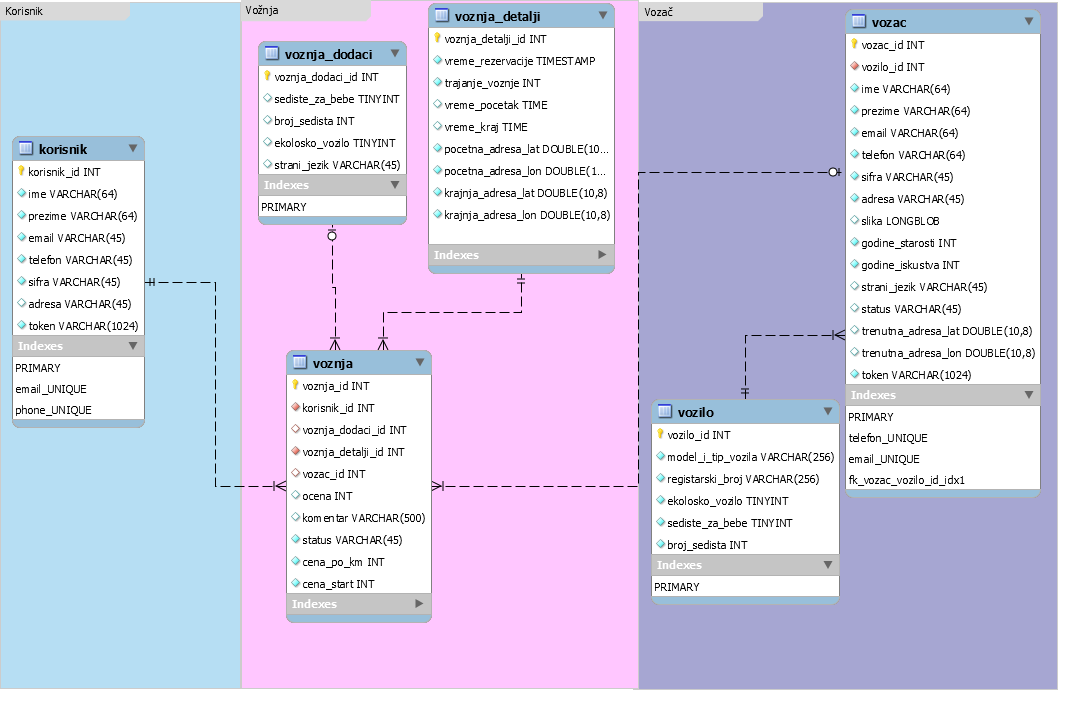 Korisnik
korisnik
korisnik_id INT
ime VARCHAR(64)
prezime VARCHAR(64)
email VARCHAR(45)
telefon VARCHAR(45)
sifra VARCHAR(45)
adresa VARCHAR(45)
token VARCHAR(1024)
Indexes
PRIMARY
email_UNIQUE
phone_UNIQUE
Vožnja
voznja_dodaci
voznja_dodaci_id INT
sediste_za_bebe TINYINT
broj_sedista INT
ekolosko_vozilo TINYINT
strani_jezik VARCHAR(45)
Indexes
PRIMARY
voznja_detalji
voznja_detalji_id INT
vreme_rezervacije TIMESTAMP
trajanje_voznje INT
vreme_pocetak TIME
vreme_kraj TIME
pocetna_adresa_lat DOUBLE(10...
pocetna_adresa_lon DOUBLE(1...
krajnja_adresa_lat DOUBLE(10,8)
krajnja_adresa_lon DOUBLE(10,8)
Indexes
voznja
voznja_id INT
korisnik_id INT
voznja_dodaci_id INT
voznja_detalji_id INT
vozac_id INT
ocena INT
komentar VARCHAR(500)
status VARCHAR(45)
cena_po_km INT
cena_start INT
Indexes
Vozač
vozac
vozac_id INT
vozilo_id INT
ime VARCHAR(64)
prezime VARCHAR(64)
email VARCHAR(64)
telefon VARCHAR(64)
sifra VARCHAR(45)
adresa VARCHAR(45)
slika LONGBLOB
godine_starosti INT
godine_iskustva INT
strani_jezik VARCHAR(45)
status VARCHAR(45)
trenutna_adresa_lat DOUBLE(10,8)
trenutna_adresa_lon DOUBLE(10,8)
token VARCHAR(1024)
Indexes
PRIMARY
telefon_UNIQUE
email_UNIQUE
fk_vozac_vozilo_id_idx1
vozilo
vozilo_id INT
model_i_tip_vozila VARCHAR(256)
registarski_broj VARCHAR(256)
ekolosko_vozilo TINYINT
sediste_za_bebe TINYINT
broj_sedista INT
Indexes
PRIMARY